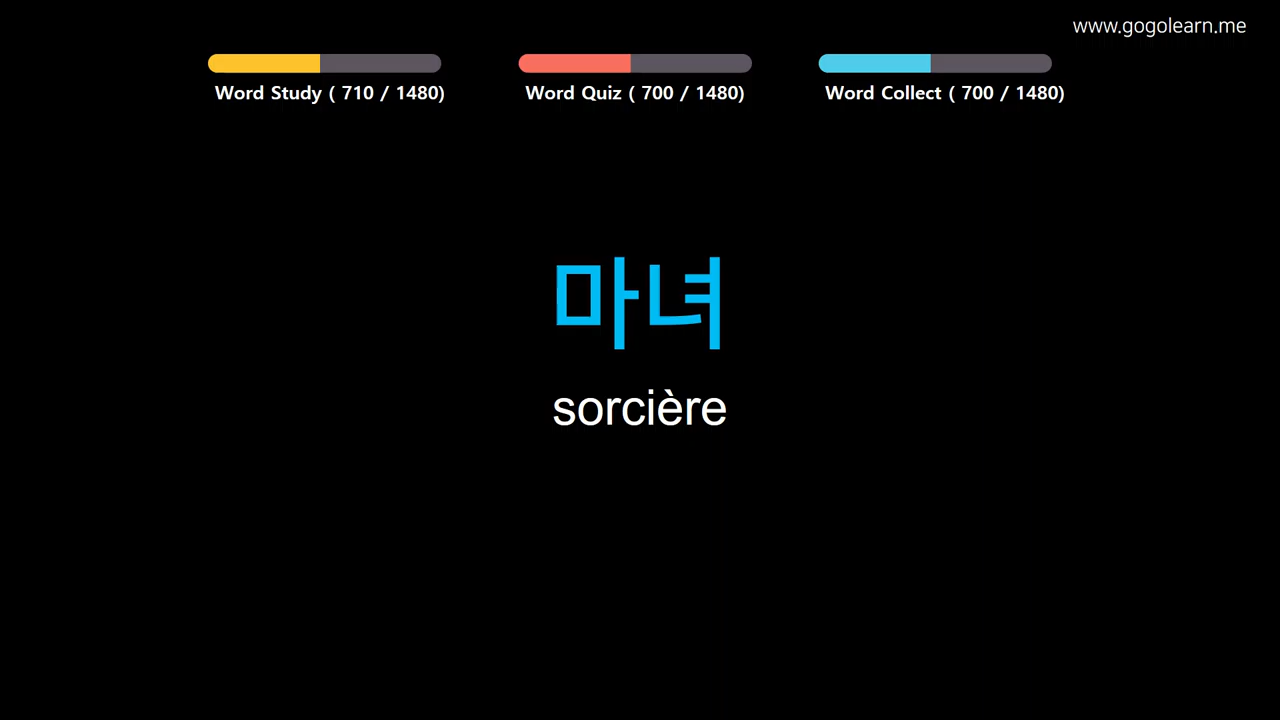 www.gogolearn.me
Word Study ( 710 / 1480)
Word Quiz ( 700 / 1480)
Word Collect ( 700 / 1480)
마녀
sorcière